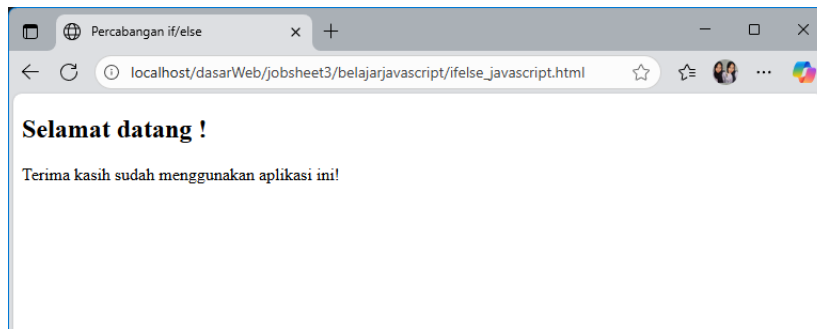 Percabangan if/else
localhost/dasarWeb/jobsheet3/belajarjavascript/ifelse_javascript.html
Selamat datang !
Terima kasih sudah menggunakan aplikasi ini!